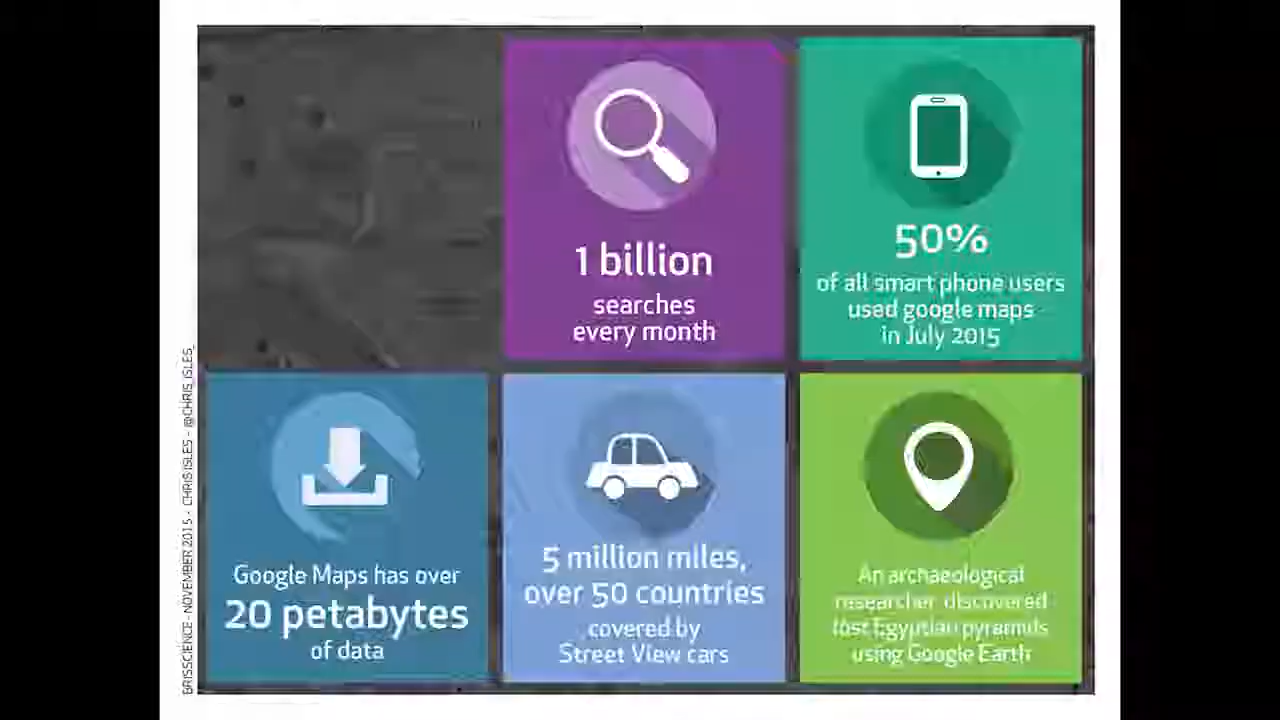 1 billion
searches
every month
50%
of all smart phone users
used google maps
in July 2015
Google Maps has over
20 petabytes
of data
5 million miles,
over 50 countries
covered by
Street View cars
An archaeological
researcher discovered
lost Egyptian pyramids
using Google Earth
BRISSCIENCE - NOVEMBER 2015 - CHRIS ISLES - @CHRIS_ISLES_